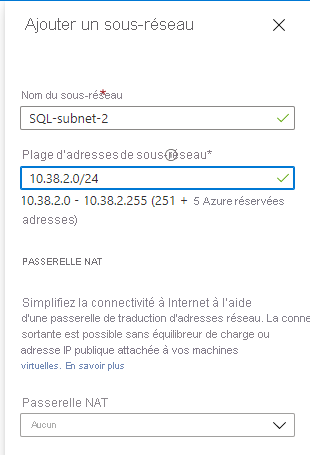 Ajouter un sous-réseau
Nom du sous-réseau*
SQL-subnet-2
Plage d'adresses de sous-réseau*
10.38.2.0/24
10.38.2.0 - 10.38.2.255 (251 + 5 Azure réservées
adresses)
PASSERELLE NAT
Simplifiez la connectivité à Internet à l'aide
d'une passerelle de traduction d'adresses réseau. La conne
sortante est possible sans équilibreur de charge ou
adresse IP publique attachée à vos machines
virtuelles. En savoir plus
Passerelle NAT
Aucun